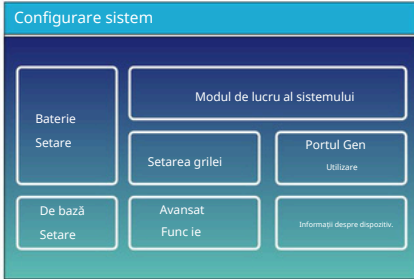 Configurare sistem
Baterie
Setare
Modul de lucru al sistemului
Setarea grilei
Portul Gen
Utilizare
De bază
Setare
Avansat
Func ie
Informații despre dispozitiv.